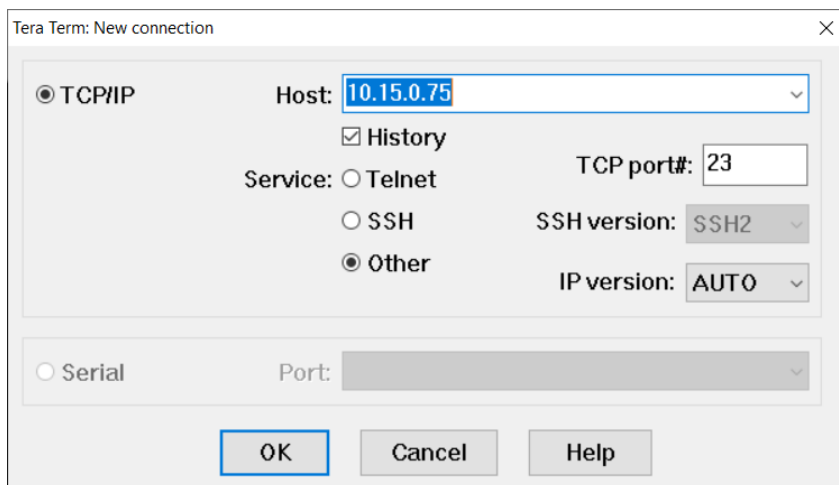 Tera Term: New connection
TCP/IP
Host: 10.15.0.75
History
Service: Telnet
TCP port#: 23
SSH
SSH version: SSH2
Other
IP version: AUTO
Serial
Port:
OK
Cancel
Help